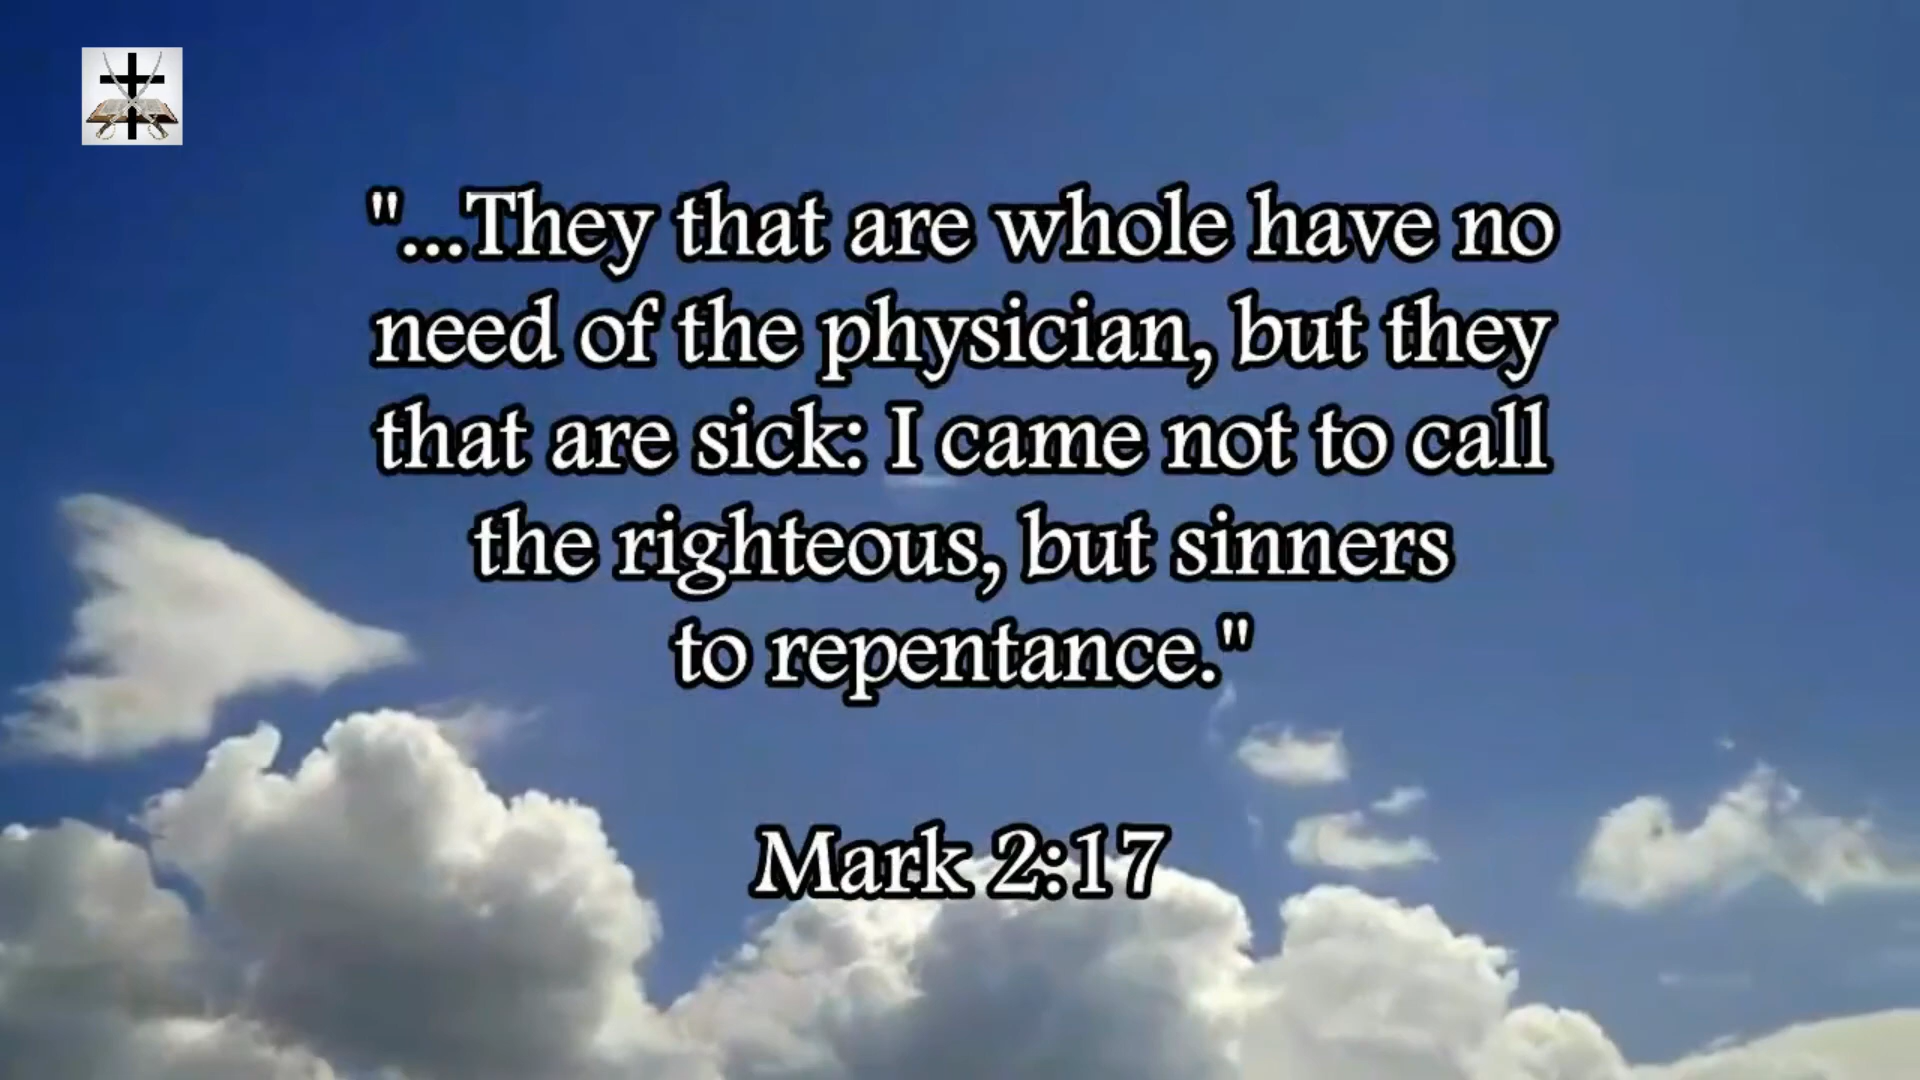 "...They that are whole have no
need of the physician, but they
that are sick: I came not to call
the righteous, but sinners
to repentance."
Mark 2:17